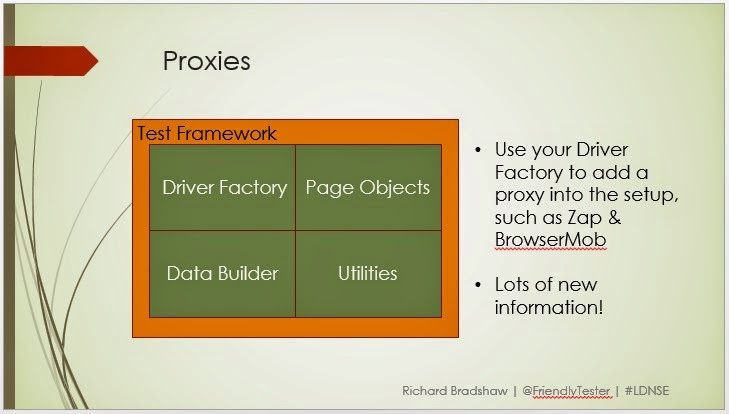 Proxies
Test Framework
Driver Factory
Page Objects
Data Builder
Utilities
• Use your Driver
Factory to add a
proxy into the setup,
such as Zap &
BrowserMob
• Lots of new
information!
Richard Bradshaw | @FriendlyTester | #LDNSE